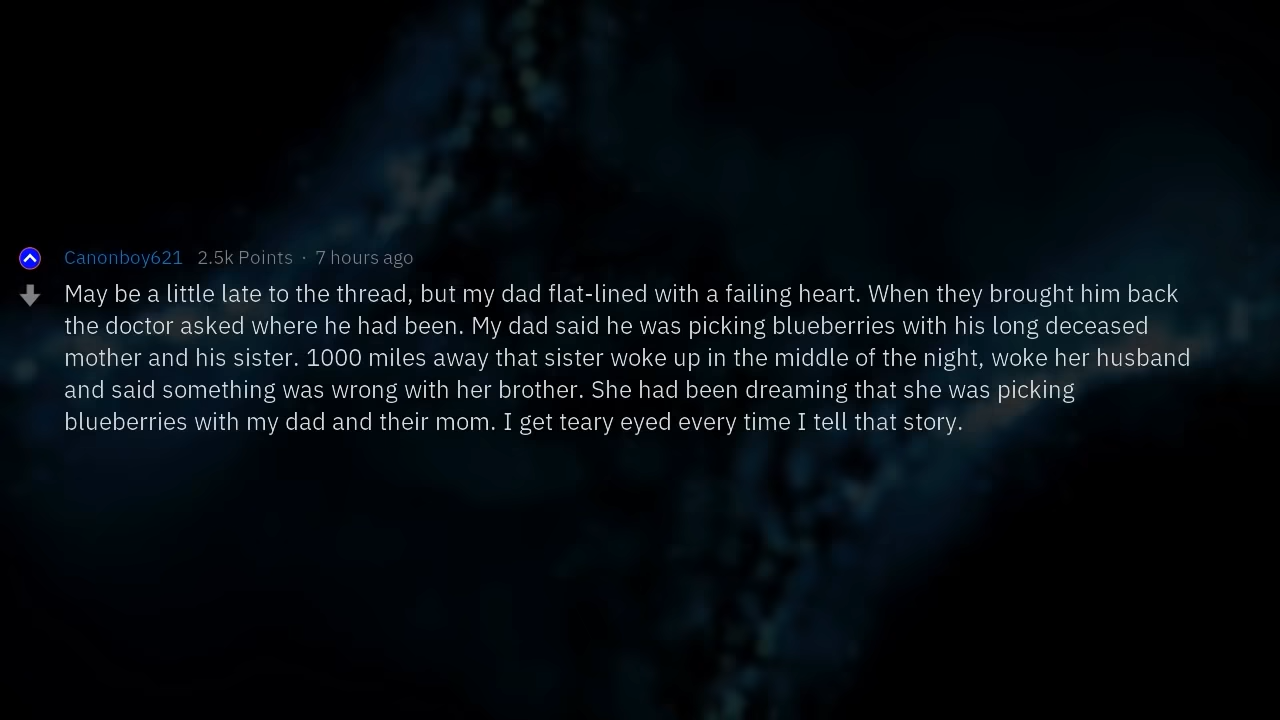 Canonboy621 2.5k Points · 7 hours ago
May be a little late to the thread, but my dad flat-lined with a failing heart. When they brought him back
the doctor asked where he had been. My dad said he was picking blueberries with his long deceased
mother and his sister. 1000 miles away that sister woke up in the middle of the night, woke her husband
and said something was wrong with her brother. She had been dreaming that she was picking
blueberries with my dad and their mom. I get teary eyed every time I tell that story.